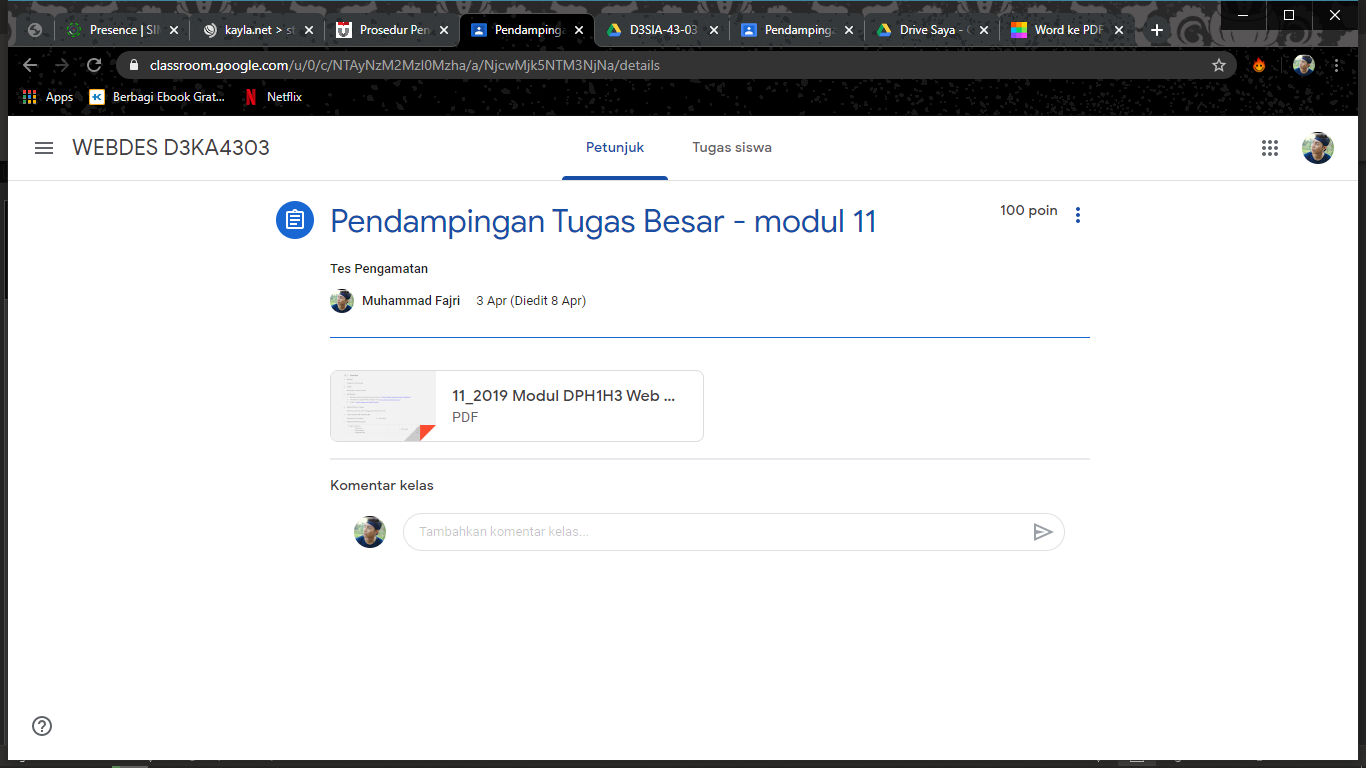 Presence | SI
kayla.net > st
Prosedur Pen
Pendamping
D3SIA-43-03
Pendamping
Drive Saya - G
Word ke PDF
classroom.google.com/u/0/c/NTAyNzM2MzI0Mzha/a/NjcwMjk5NTM3NjNa/details
Apps
Berbagi Ebook Grat...
Netflix
WEBDES D3KA4303
Petunjuk
Tugas siswa
Pendampingan Tugas Besar - modul 11
100 poin
Tes Pengamatan
Muhammad Fajri 3 Apr (Diedit 8 Apr)
11_2019 Modul DPH1H3 Web ...
PDF
Komentar kelas
Tambahkan komentar kelas...